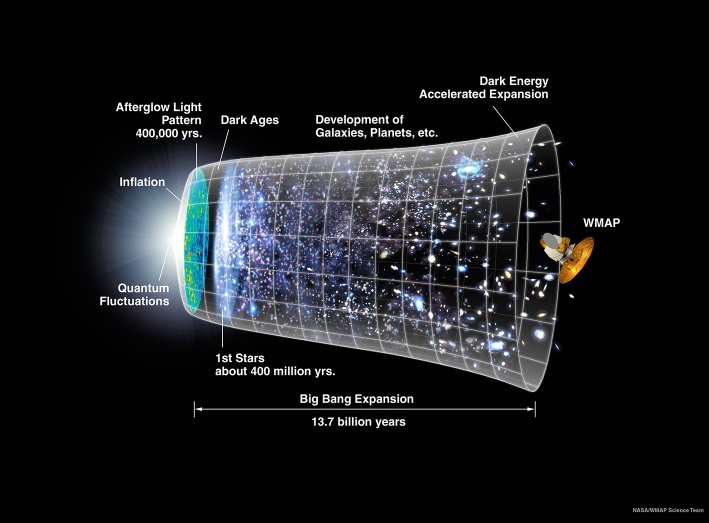 Dark Energy
Accelerated Expansion
Afterglow Light
Pattern
400,000 yrs.
Dark Ages
Development of
Galaxies, Planets, etc.
Inflation
WMAP
Quantum
Fluctuations
1st Stars
about 400 million yrs.
Big Bang Expansion
13.7 billion years
NASA/WMAP Science Team